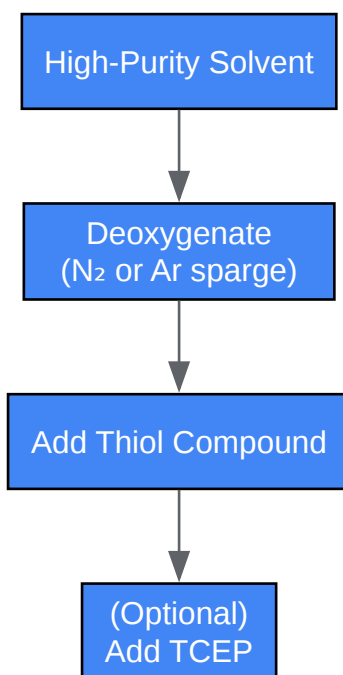 High-Purity Solvent
Deoxygenate
(N₂ or Ar sparge)
Add Thiol Compound
(Optional)
Add TCEP